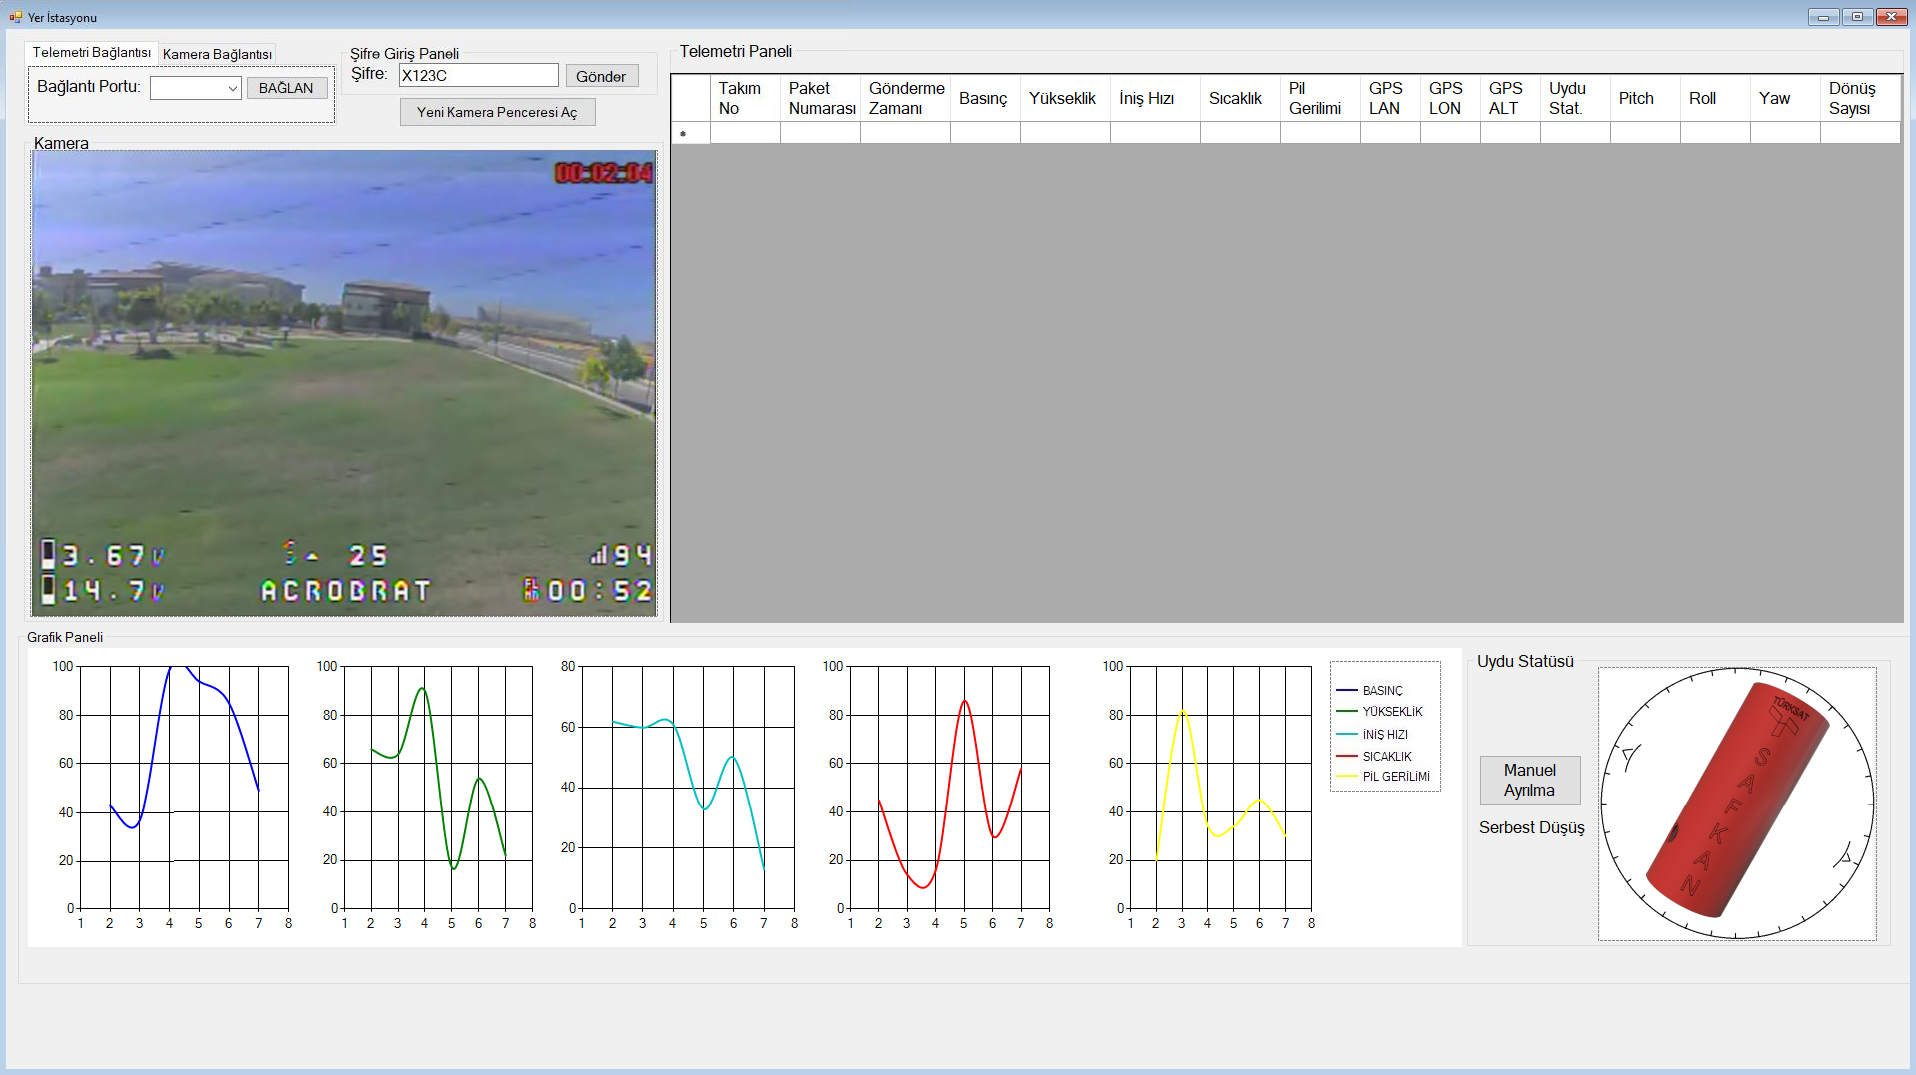 Yer İstasyonu
Telemetri Bağlantısı
Kamera Bağlantısı
Bağlantı Portu:
BAĞLAN
Şifre Giriş Paneli
Şifre:
X123C
Gönder
Yeni Kamera Penceresi Aç
Kamera
00:02:04
3.67V
25
94
14.7V
ACROBRAT
00:52
Telemetri Paneli
Takım No
Paket Numarası
Gönderme Zamanı
Basınç
Yükseklik
İniş Hızı
Sıcaklık
Pil Gerilimi
GPS LAN
GPS LON
GPS ALT
Uydu Stat.
Pitch
Roll
Yaw
Dönüş Sayısı
Grafik Paneli
100
80
60
40
20
0
1 2 3 4 5 6 7 8
100
80
60
40
20
0
1 2 3 4 5 6 7 8
80
60
40
20
0
1 2 3 4 5 6 7 8
100
80
60
40
20
0
1 2 3 4 5 6 7 8
100
80
60
40
20
0
1 2 3 4 5 6 7 8
BASINÇ
YÜKSEKLİK
İNİŞ HIZI
SICAKLIK
PİL GERİLİMİ
Uydu Statüsü
Manuel Ayrılma
Serbest Düşüş
TÜRKSAT
SAFKAN